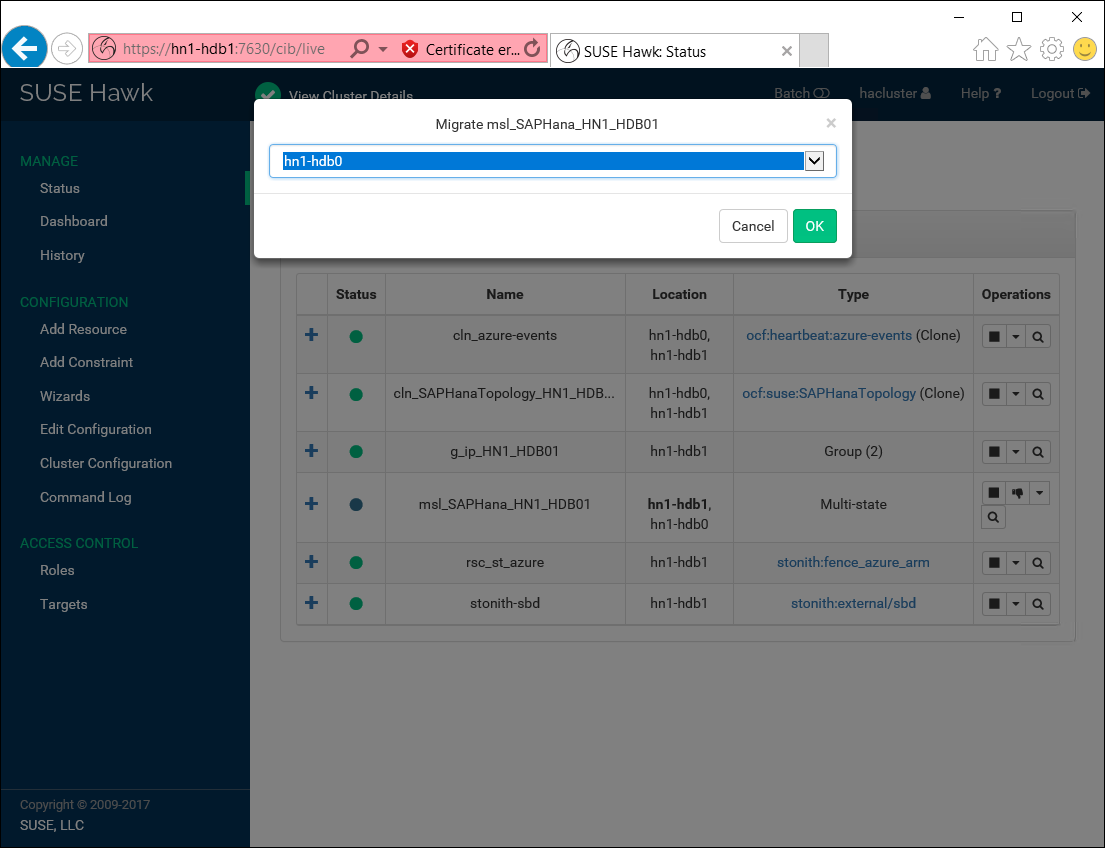 https://hn1-hdb1:7630/cib/live
Certificate er...
SUSE Hawk: Status
SUSE Hawk
View Cluster Details
Batch
hacluster
Help ?
Logout
Migrate msl_SAPHana_HN1_HDB01
×
hn1-hdb0
Cancel
OK
MANAGE
Status
Dashboard
History
CONFIGURATION
Add Resource
Add Constraint
Wizards
Edit Configuration
Cluster Configuration
Command Log
ACCESS CONTROL
Roles
Targets
Copyright © 2009-2017
SUSE, LLC
Status Name Location Type Operations
cln_azure-events hn1-hdb0, ocf:heartbeat:azure-events (Clone)
hn1-hdb1
cln_SAPHanaTopology_HN1_HDB... hn1-hdb0, ocf:suse:SAPHanaTopology (Clone)
hn1-hdb1
g_ip_HN1_HDB01 hn1-hdb1 Group (2)
msl_SAPHana_HN1_HDB01 hn1-hdb1, Multi-state
hn1-hdb0
rsc_st_azure hn1-hdb1 stonith:fence_azure_arm
stonith-sbd hn1-hdb1 stonith:external/sbd